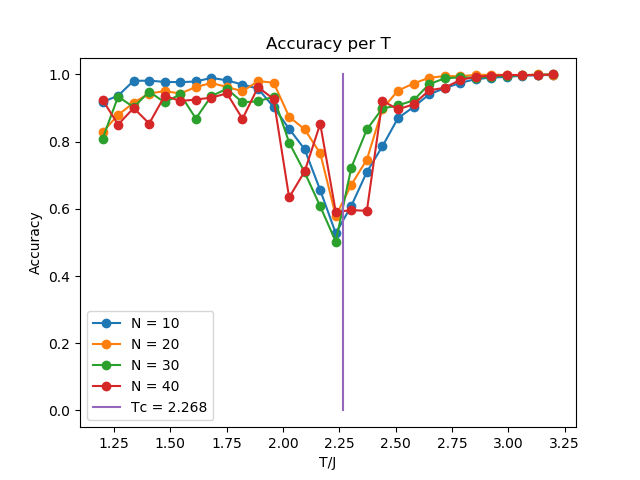 Accuracy per T
1.0
0.8
0.6
0.4
0.2
0.0
Accuracy
N = 10
N = 20
N = 30
N = 40
Tc = 2.268
1.25 1.50 1.75 2.00 2.25 2.50 2.75 3.00 3.25
T/J